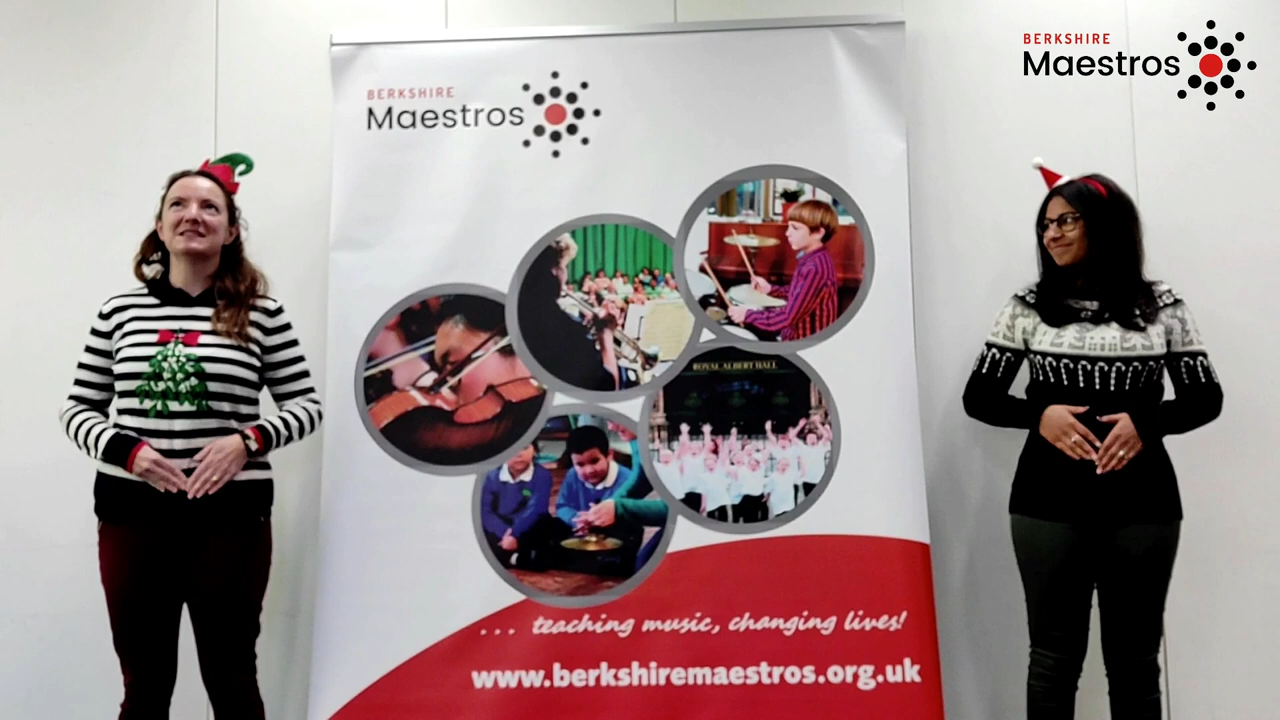 BERKSHIRE
Maestros
BERKSHIRE
Maestros
ROYAL ALBERT HALL
... teaching music, changing lives!
www.berkshiremaestros.org.uk